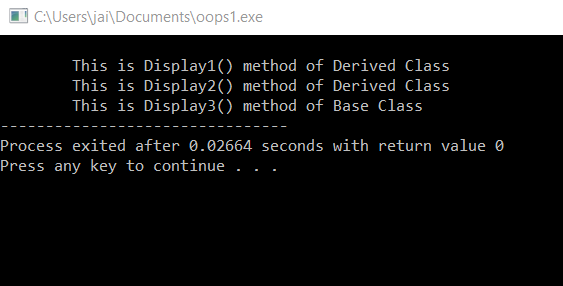 C:\Users\jai\Documents\oops1.exe
This is Display1() method of Derived Class
This is Display2() method of Derived Class
This is Display3() method of Base Class
--------------------------------
Process exited after 0.02664 seconds with return value 0
Press any key to continue . . .